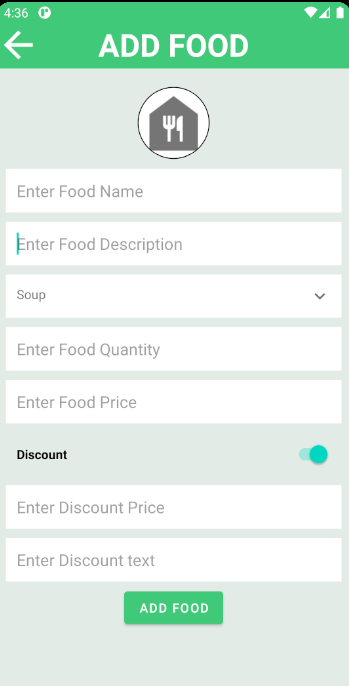 4:36
ADD FOOD
Enter Food Name
Enter Food Description
Soup
Enter Food Quantity
Enter Food Price
Discount
Enter Discount Price
Enter Discount text
ADD FOOD